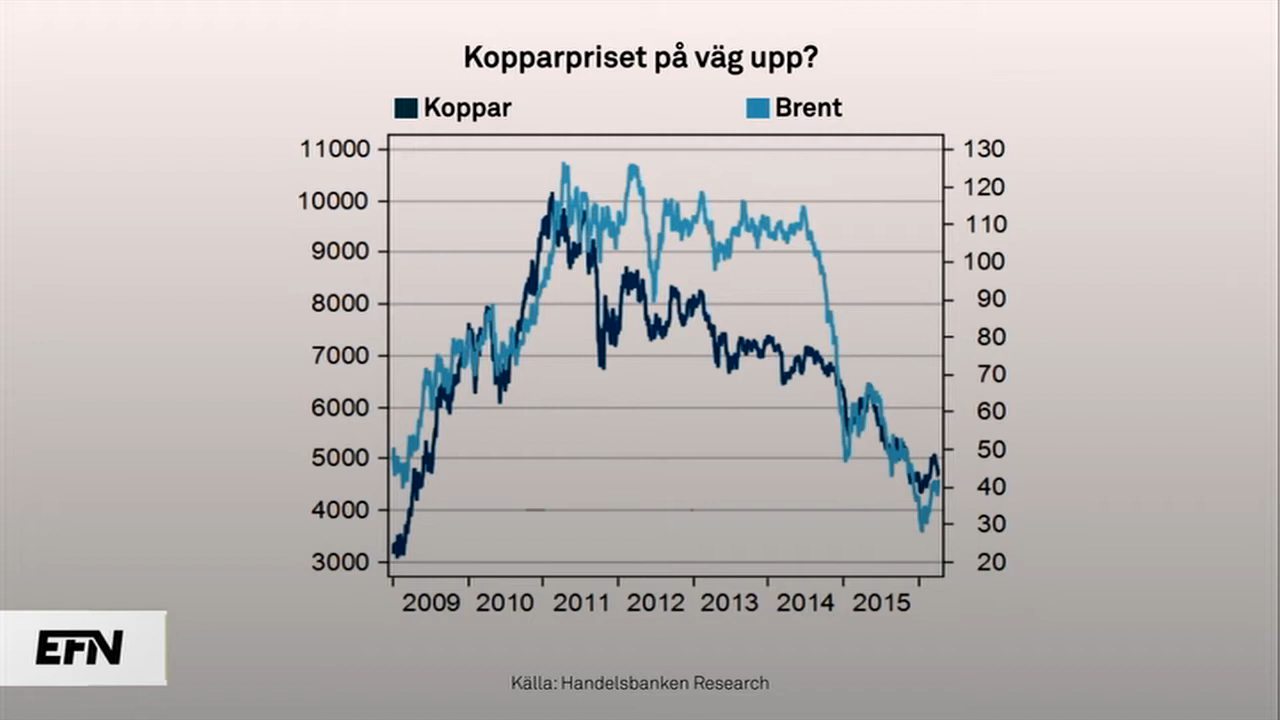 Kopparpriset på väg upp?
Koppar Brent
11000 130
10000 120
9000 110
8000 100
7000 90
6000 80
5000 70
4000 60
3000 50
40
30
20
2009 2010 2011 2012 2013 2014 2015
EFN
Källa: Handelsbanken Research